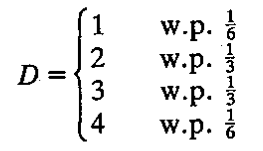 D = { 1 w.p. 1/6
2 w.p. 1/3
3 w.p. 1/3
4 w.p. 1/6